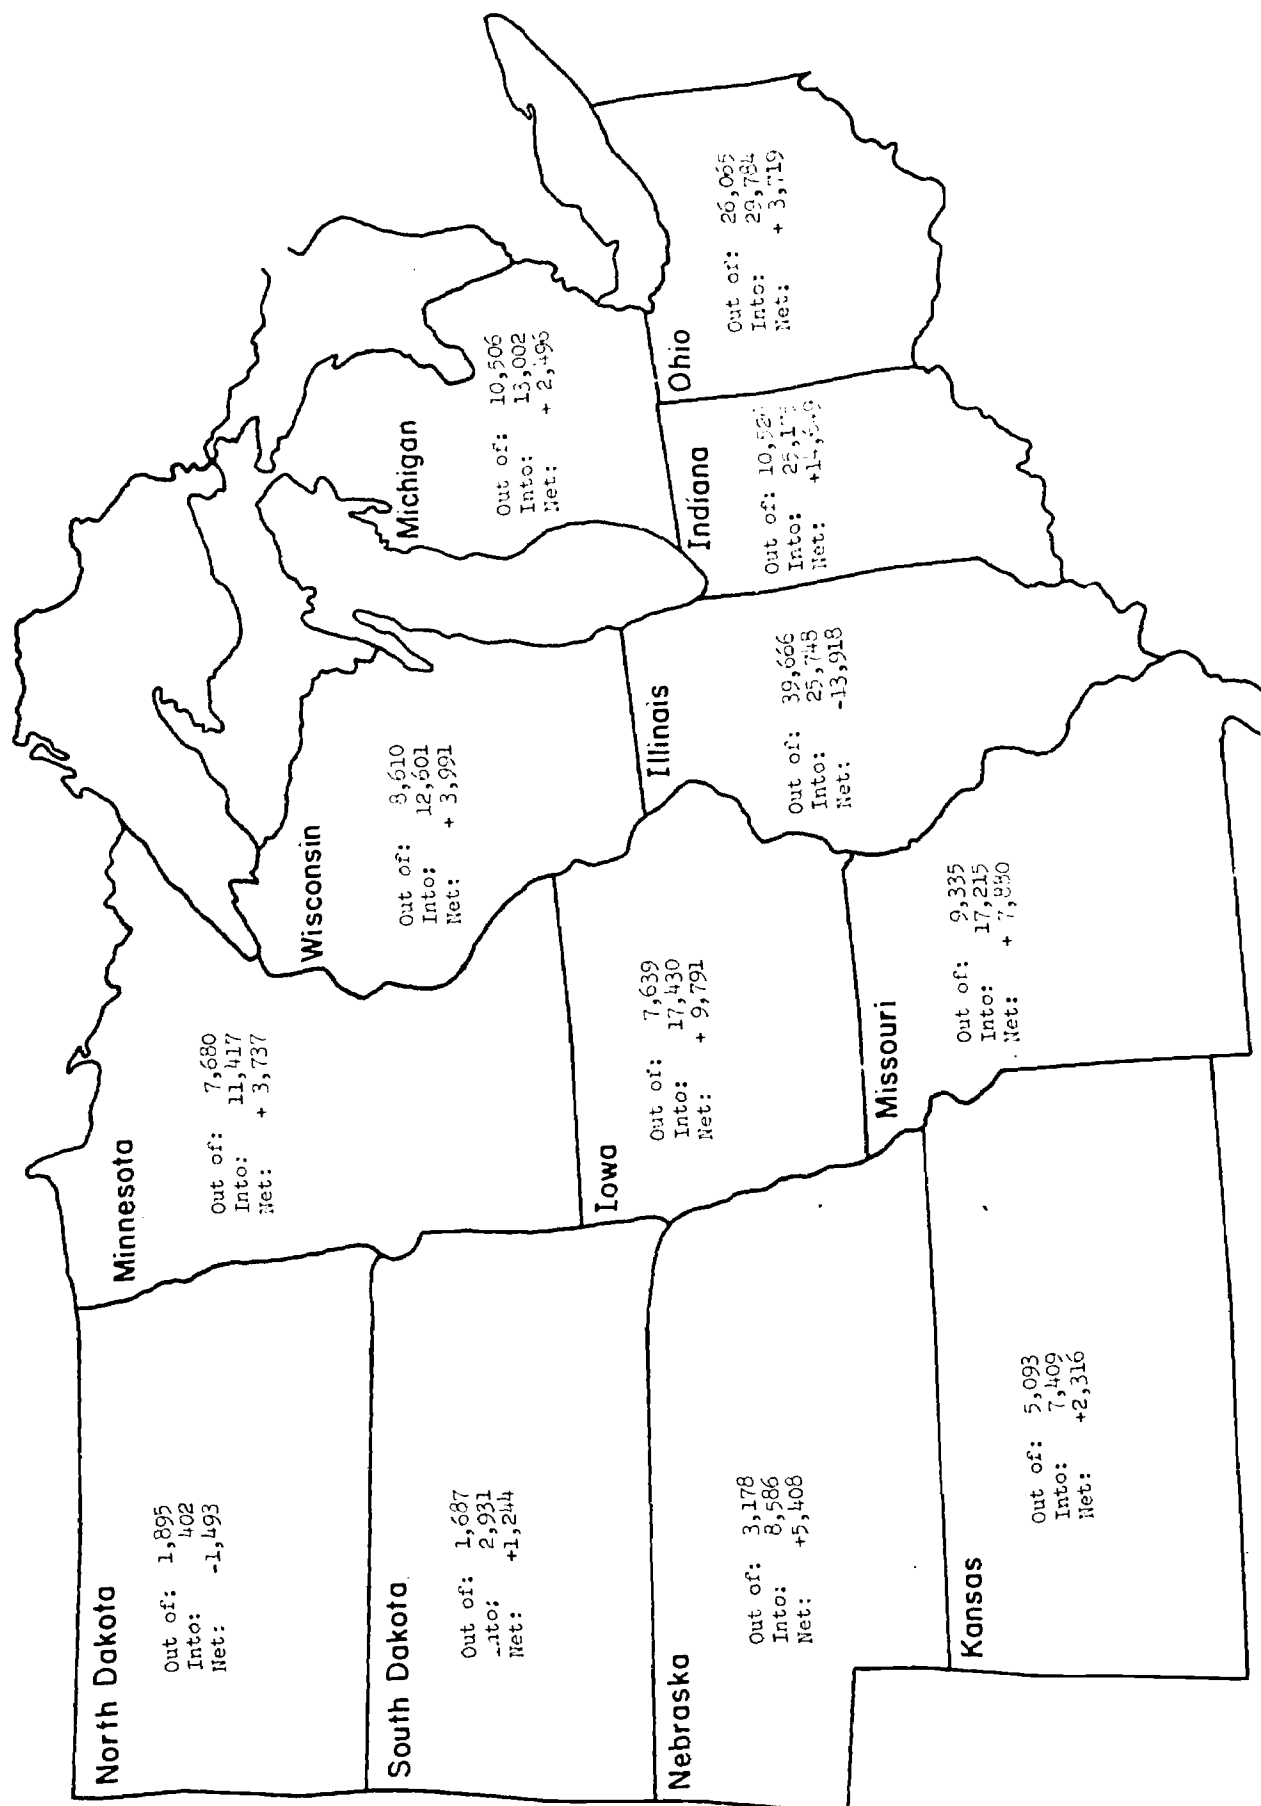 North Dakota
Out of: 1,895
Into: 402
Net: -1,493
Minnesota
Out of: 7,680
Into: 11,417
Net: + 3,737
South Dakota
Out of: 1,687
Net: +1,244
2,931
Wisconsin
Out of: 8,610
Into: 12,601
Net: + 3,991
Michigan
Out of: 10,506
Into: 13,002
Net: + 2,496
Nebraska
Out of: 3,178
Into: 8,586
Net: +5,408
Iowa
Out of: 7,639
Into: 17,430
Net: + 9,791
Illinais
Out of: 39,666
Into: 25,748
Net: -13,918
Indiana
Out of:
Into:
Net:
Ohio
Out of: 26,065
Into: 29,784
Net: + 3,719
Kansas
Out of: 5,093
Into: 7,409
Net: +2,316
Missouri
Out of: 9,335
Into: 17,215
Net: + 7,880